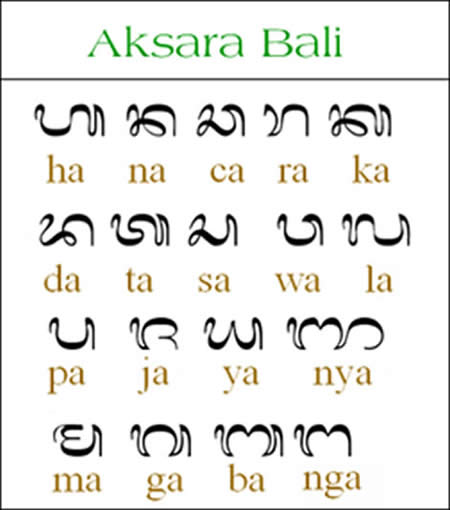 Aksara Bali
ᬳ ᬦ ᬘ ᬭ ᬓ
ha na ca ra ka
ᬤ ᬢ ᬲ ᬯ ᬮ
da ta sa wa la
ᬧ ᬚ ᬬ ᬜ
pa ja ya nya
ᬫ ᬕ ᬩ ᬗ
ma ga ba nga